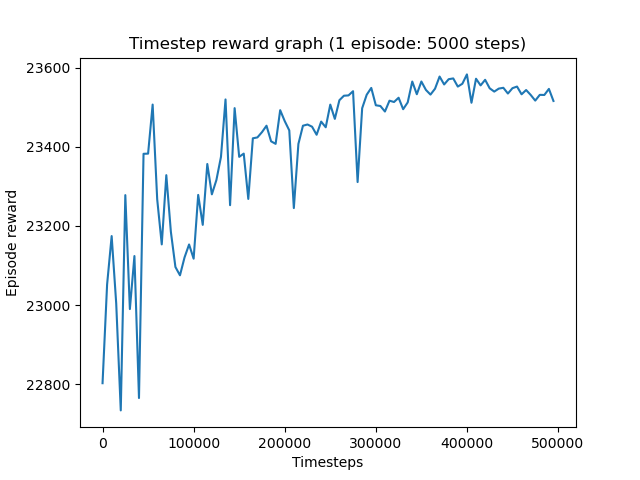 Timestep reward graph (1 episode: 5000 steps)
23600
23400
23200
23000
22800
Episode reward
0 100000 200000 300000 400000 500000
Timesteps